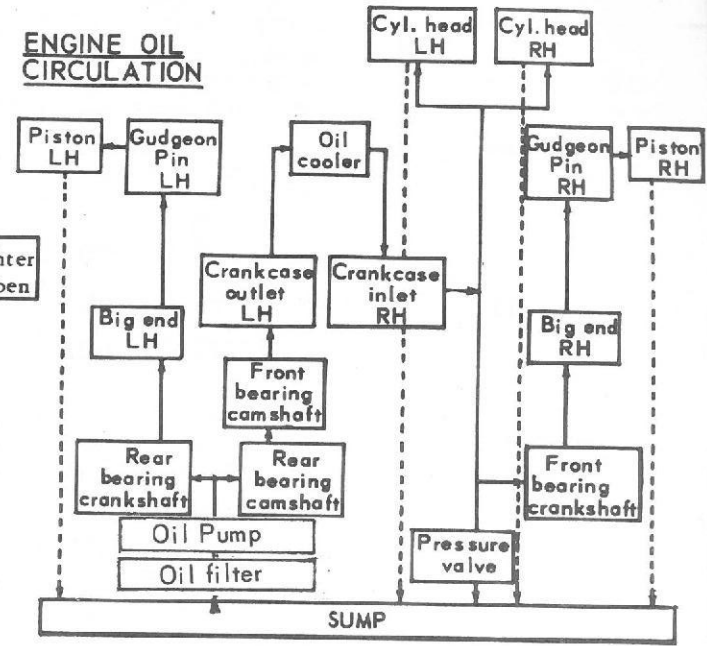 ENGINE OIL
CIRCULATION
Cyl. head
LH
Cyl. head
RH
Piston
LH
Gudgeon
Pin
LH
Oil
cooler
Gudgeon
Pin
RH
Piston
RH
Crankcase
outlet
LH
Crankcase
inlet
RH
Big end
LH
Big end
RH
Front
bearing
camshaft
Rear
bearing
crankshaft
Rear
bearing
camshaft
Front
bearing
crankshaft
Oil Pump
Pressure
valve
Oil filter
SUMP